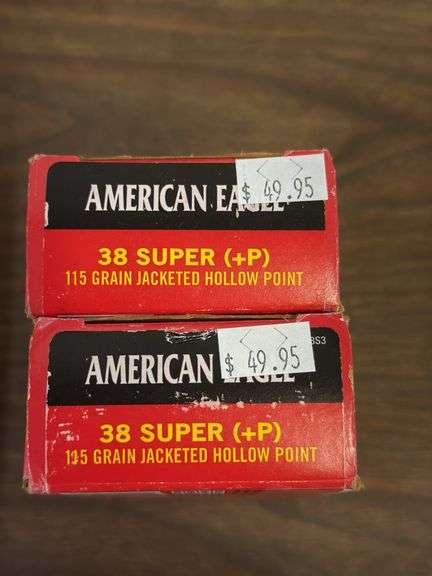 AMERICAN EAGLE
$ 49.95
38 SUPER (+P)
115 GRAIN JACKETED HOLLOW POINT
3S3
AMERICAN EAGLE
$ 49.95
38 SUPER (+P)
115 GRAIN JACKETED HOLLOW POINT